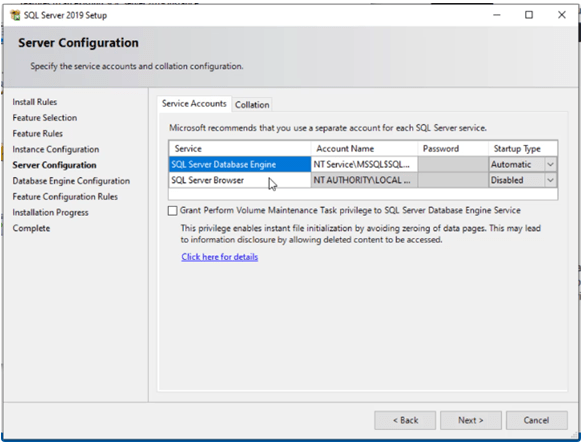 SQL Server 2019 Setup
Server Configuration
Specify the service accounts and collation configuration.
Install Rules
Feature Selection
Feature Rules
Instance Configuration
Server Configuration
Database Engine Configuration
Feature Configuration Rules
Installation Progress
Complete
Service Accounts Collation
Microsoft recommends that you use a separate account for each SQL Server service.
Service Account Name Password Startup Type
SQL Server Database Engine NT Service\MSSQL$SQL... Automatic
SQL Server Browser NT AUTHORITY\LOCAL ... Disabled
Grant Perform Volume Maintenance Task privilege to SQL Server Database Engine Service
This privilege enables instant file initialization by avoiding zeroing of data pages. This may lead
to information disclosure by allowing deleted content to be accessed.
Click here for details
< Back Next > Cancel